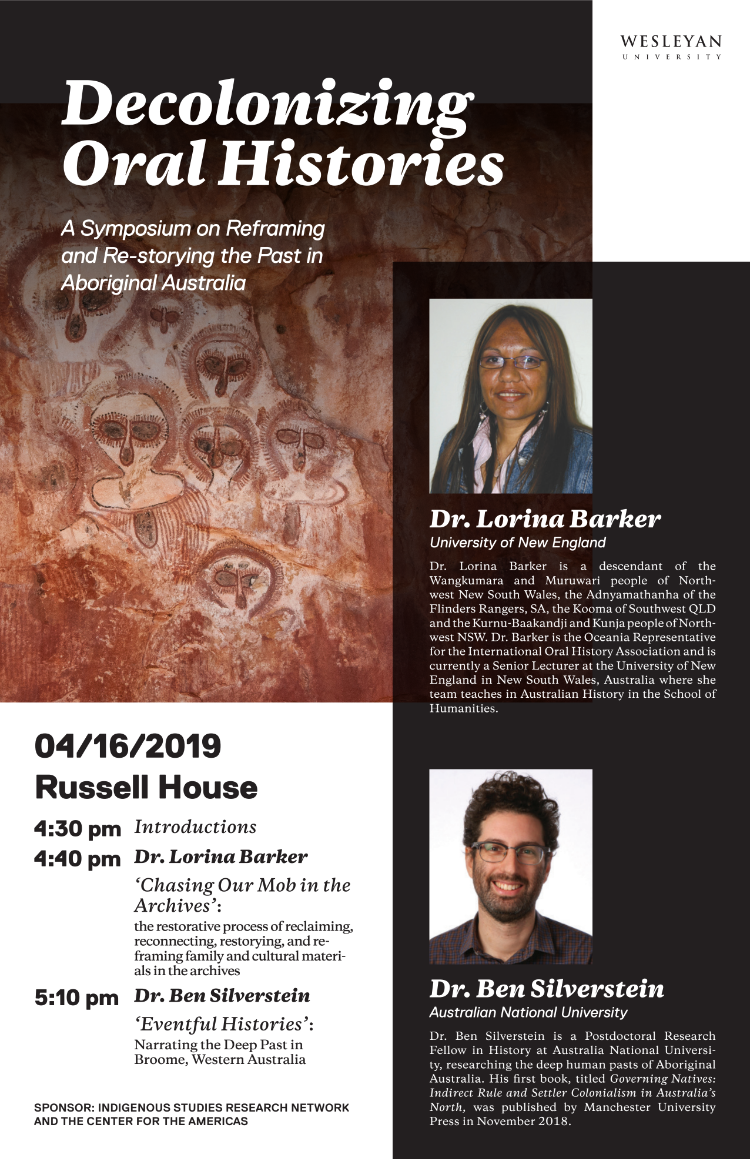 WESLEYAN
UNIVERSITY
Decolonizing
Oral Histories
A Symposium on Reframing
and Re-storying the Past in
Aboriginal Australia
Dr. Lorina Barker
University of New England
Dr. Lorina Barker is a descendant of the
Wangkumara and Muruwari people of North-
west New South Wales, the Adnyamathanha of the
Flinders Rangers, SA, the Kooma of Southwest QLD
and the Kurnu-Baakandji and Kunja people of North-
west NSW. Dr. Barker is the Oceania Representative
for the International Oral History Association and is
currently a Senior Lecturer at the University of New
England in New South Wales, Australia where she
team teaches in Australian History in the School of
Humanities.
04/16/2019
Russell House
4:30 pm Introductions
4:40 pm Dr. Lorina Barker
‘Chasing Our Mob in the
Archives’:
the restorative process of reclaiming,
reconnecting, restorying, and re-
framing family and cultural materi-
als in the archives
5:10 pm Dr. Ben Silverstein
‘Eventful Histories’:
Narrating the Deep Past in
Broome, Western Australia
SPONSOR: INDIGENOUS STUDIES RESEARCH NETWORK
AND THE CENTER FOR THE AMERICAS
Dr. Ben Silverstein
Australian National University
Dr. Ben Silverstein is a Postdoctoral Research
Fellow in History at Australia National Universi-
ty, researching the deep human pasts of Aboriginal
Australia. His first book, titled Governing Natives:
Indirect Rule and Settler Colonialism in Australia’s
North, was published by Manchester University
Press in November 2018.